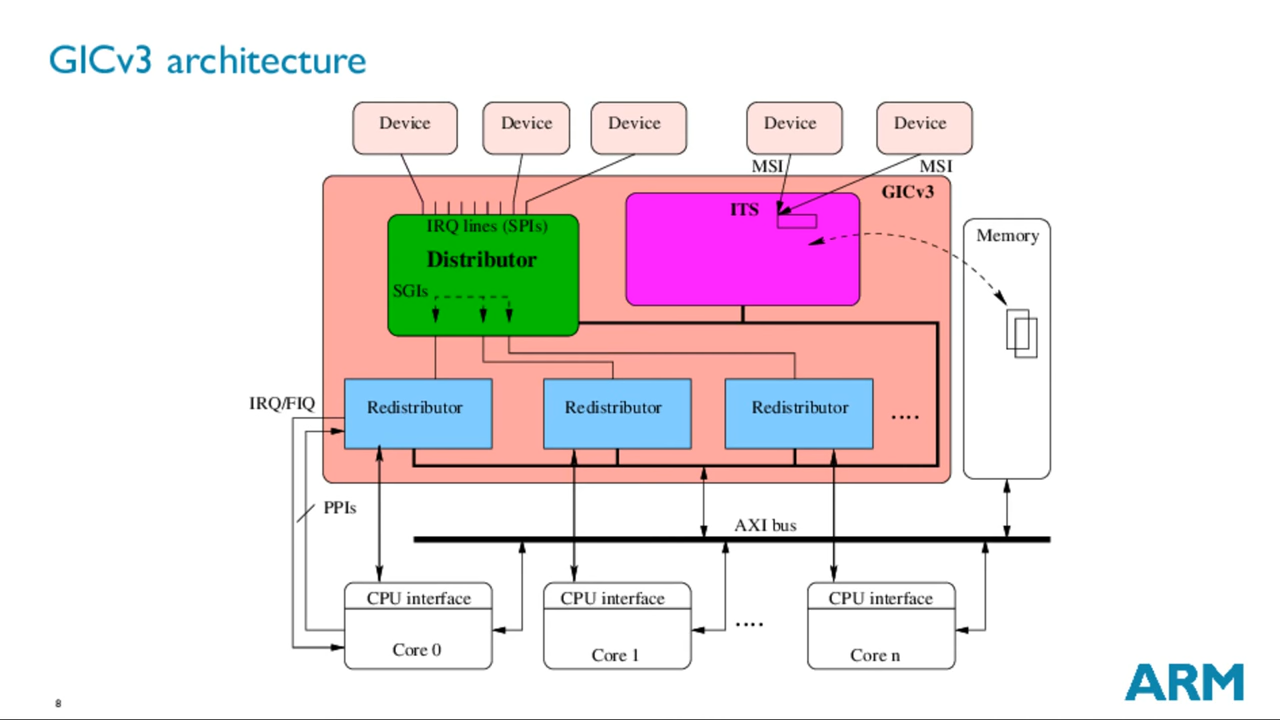 GICv3 architecture
Device
Device
Device
Device
Device
MSI
MSI
GICv3
ITS
IRQ lines (SPIs)
Distributor
SGIs
Memory
IRQ/FIQ
Redistributor
Redistributor
Redistributor
....
PPIs
AXI bus
CPU interface
Core 0
CPU interface
Core 1
....
CPU interface
Core n
8
ARM